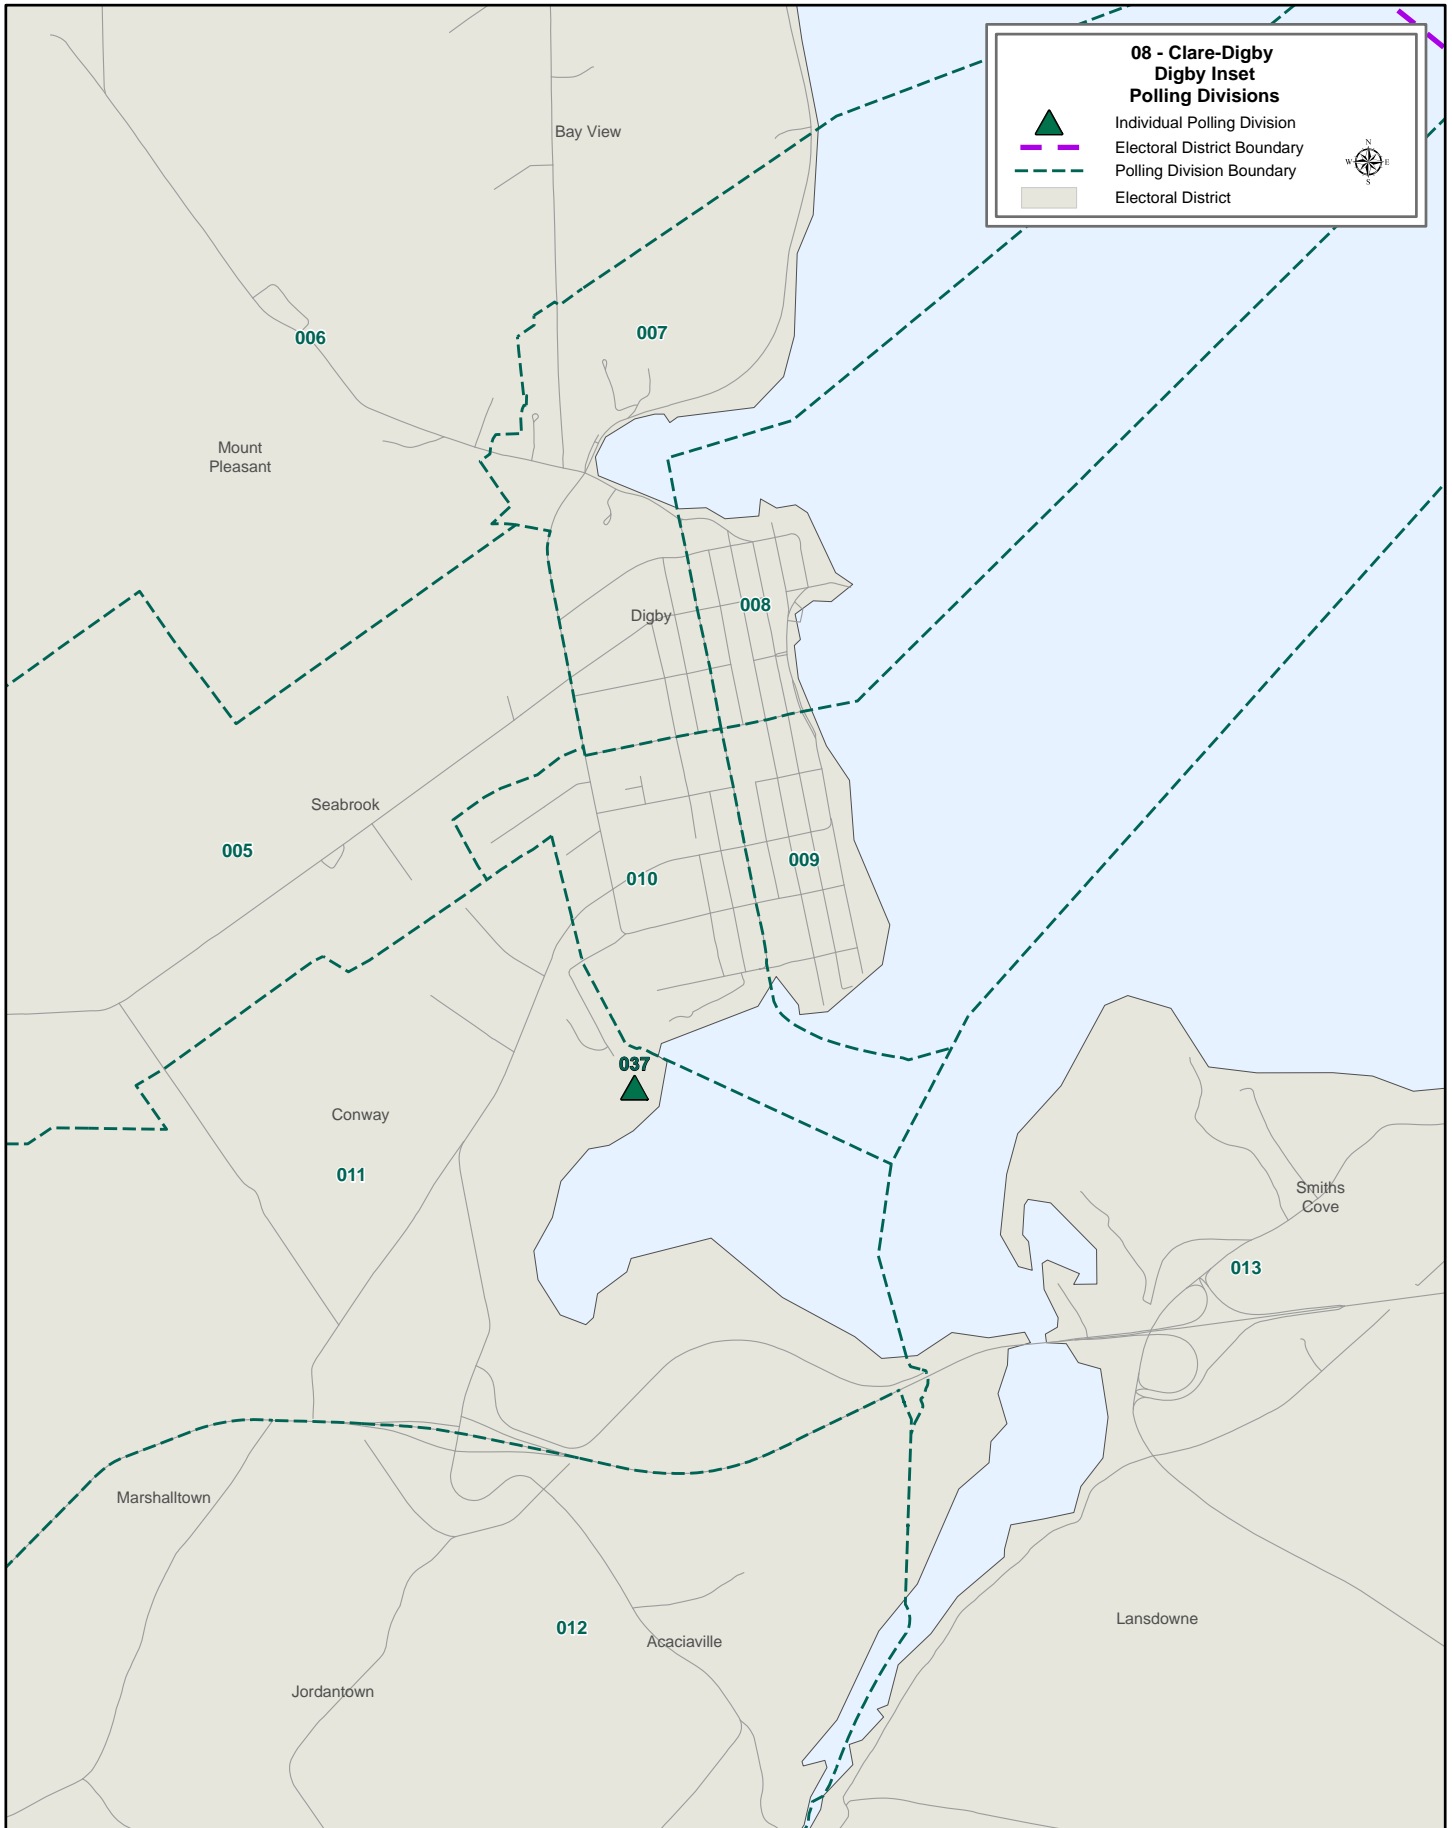 08 - Clare-Digby
Digby Inset
Polling Divisions
Individual Polling Division
Electoral District Boundary
Polling Division Boundary
Electoral District
N
W
E
S
Bay View
006
007
Mount
Pleasant
008
Digby
Seabrook
005
009
010
037
Conway
011
Smiths
Cove
013
Marshalltown
012
Acaciaville
Lansdowne
Jordantown